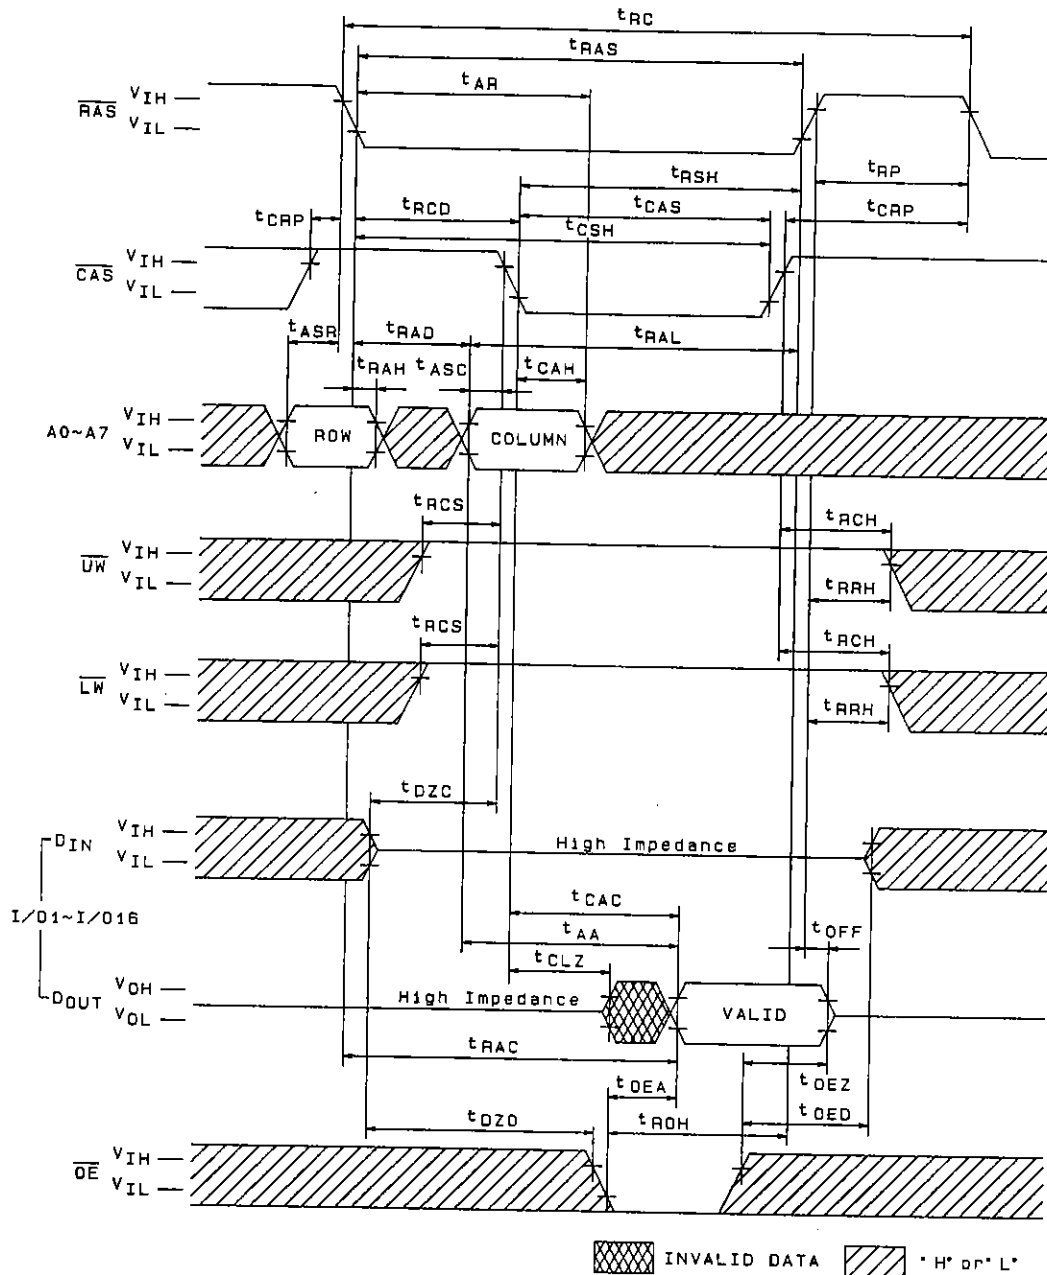 tRC
tRAS
tAR
RAS VIH
VIL
tRSH tRP
tCRP tRCD tCAS tCRP
tCSH
CAS VIH
VIL
tASR tRAD tRAL
tRAH tASC tCAH
A0~A7 VIH
VIL
ROW COLUMN
tRCS tRCH
UW VIH
VIL
tRRH
tRCS tRCH
LW VIH
VIL
tRRH
tDZC
DIN VIH
VIL
High Impedance
I/O1~I/O16
tCAC
tAA tOFF
tCLZ
DOUT VOH
VOL
High Impedance VALID
tRAC
tOEA tOEZ
tDZO tROH tOED
OE VIH
VIL
INVALID DATA "H" or "L"